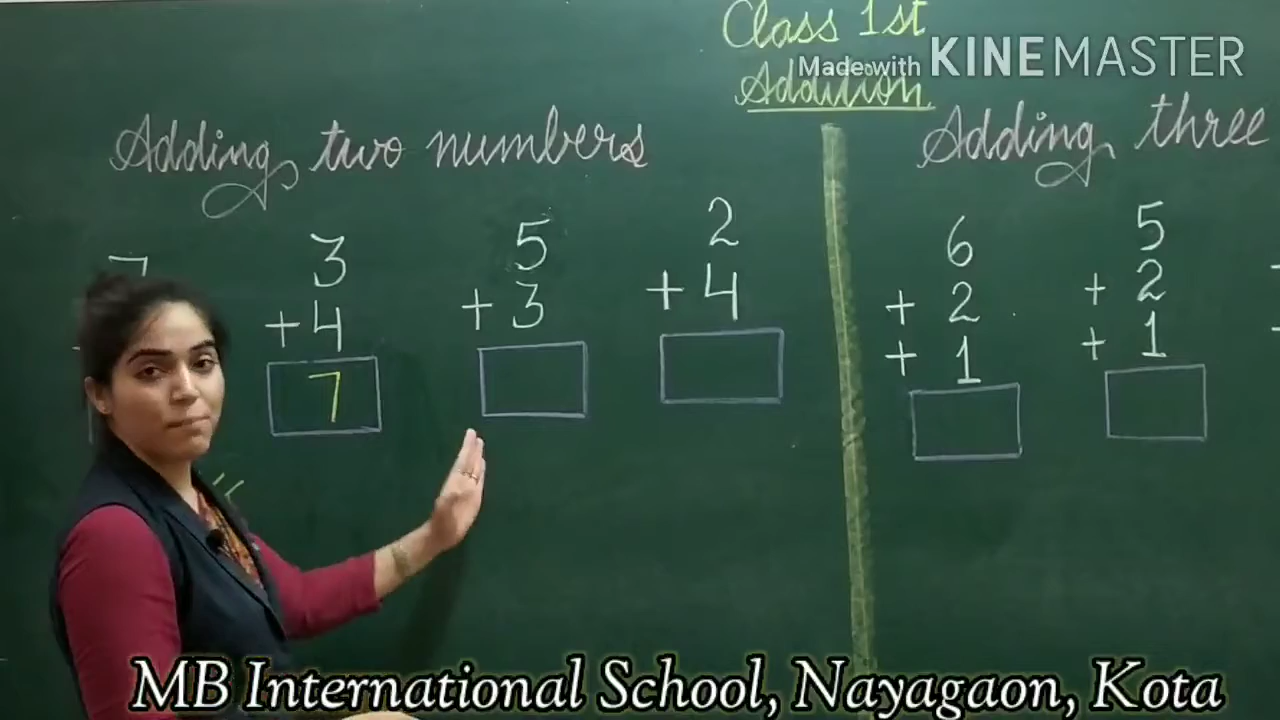 Class 1st
Made with KINEMASTER
Addition
Adding two numbers
Adding three
3
+4
7
5
+3
2
+4
6
+2
+1
5
+2
+1
MB International School, Nayagaon, Kota